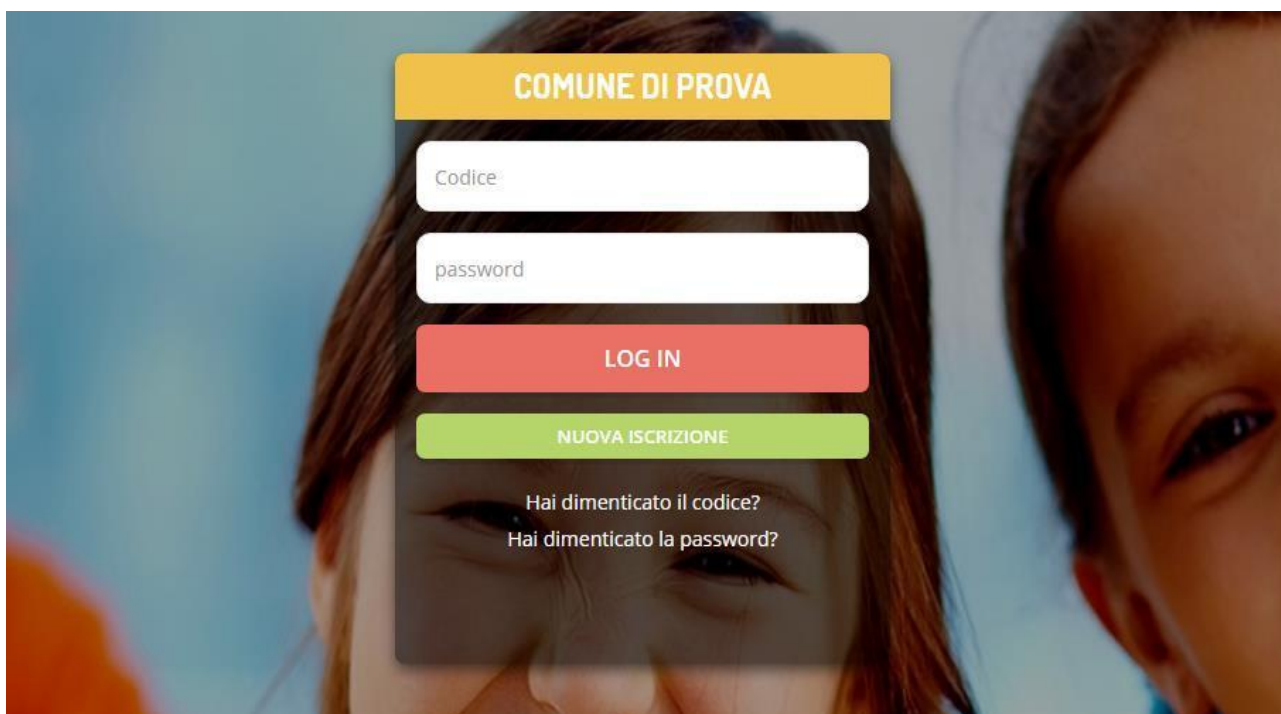 COMUNE DI PROVA
Codice
password
LOG IN
NUOVA ISCRIZIONE
Hai dimenticato il codice?
Hai dimenticato la password?